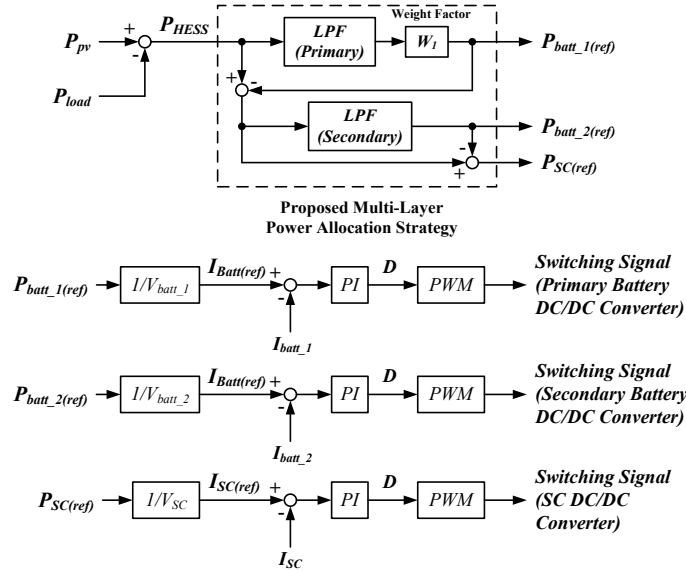 Weight Factor
P_HESS
P_pv + - LPF (Primary) W_1 P_batt_1(ref)
P_load + -
LPF (Secondary) P_batt_2(ref)
- + P_SC(ref)
Proposed Multi-Layer
Power Allocation Strategy
P_batt_1(ref) 1/V_batt_1 I_Batt(ref) + - PI D PWM Switching Signal
(Primary Battery
DC/DC Converter)
I_batt_1
P_batt_2(ref) 1/V_batt_2 I_Batt(ref) + - PI D PWM Switching Signal
(Secondary Battery
DC/DC Converter)
I_batt_2
P_SC(ref) 1/V_SC I_SC(ref) + - PI D PWM Switching Signal
(SC DC/DC
Converter)
I_SC